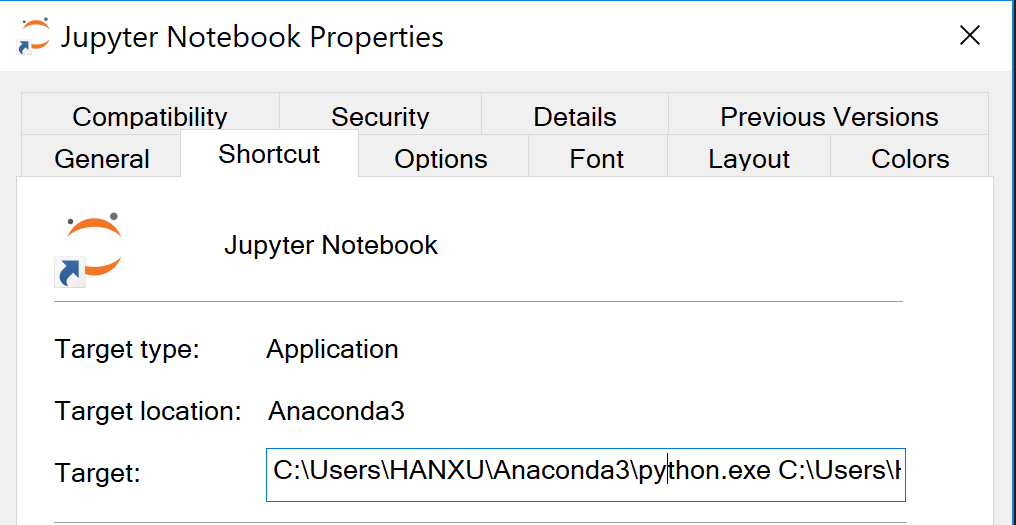 Jupyter Notebook Properties
Compatibility Security Details Previous Versions
General Shortcut Options Font Layout Colors
Jupyter Notebook
Target type: Application
Target location: Anaconda3
Target: C:\Users\HANXU\Anaconda3\python.exe C:\Users\